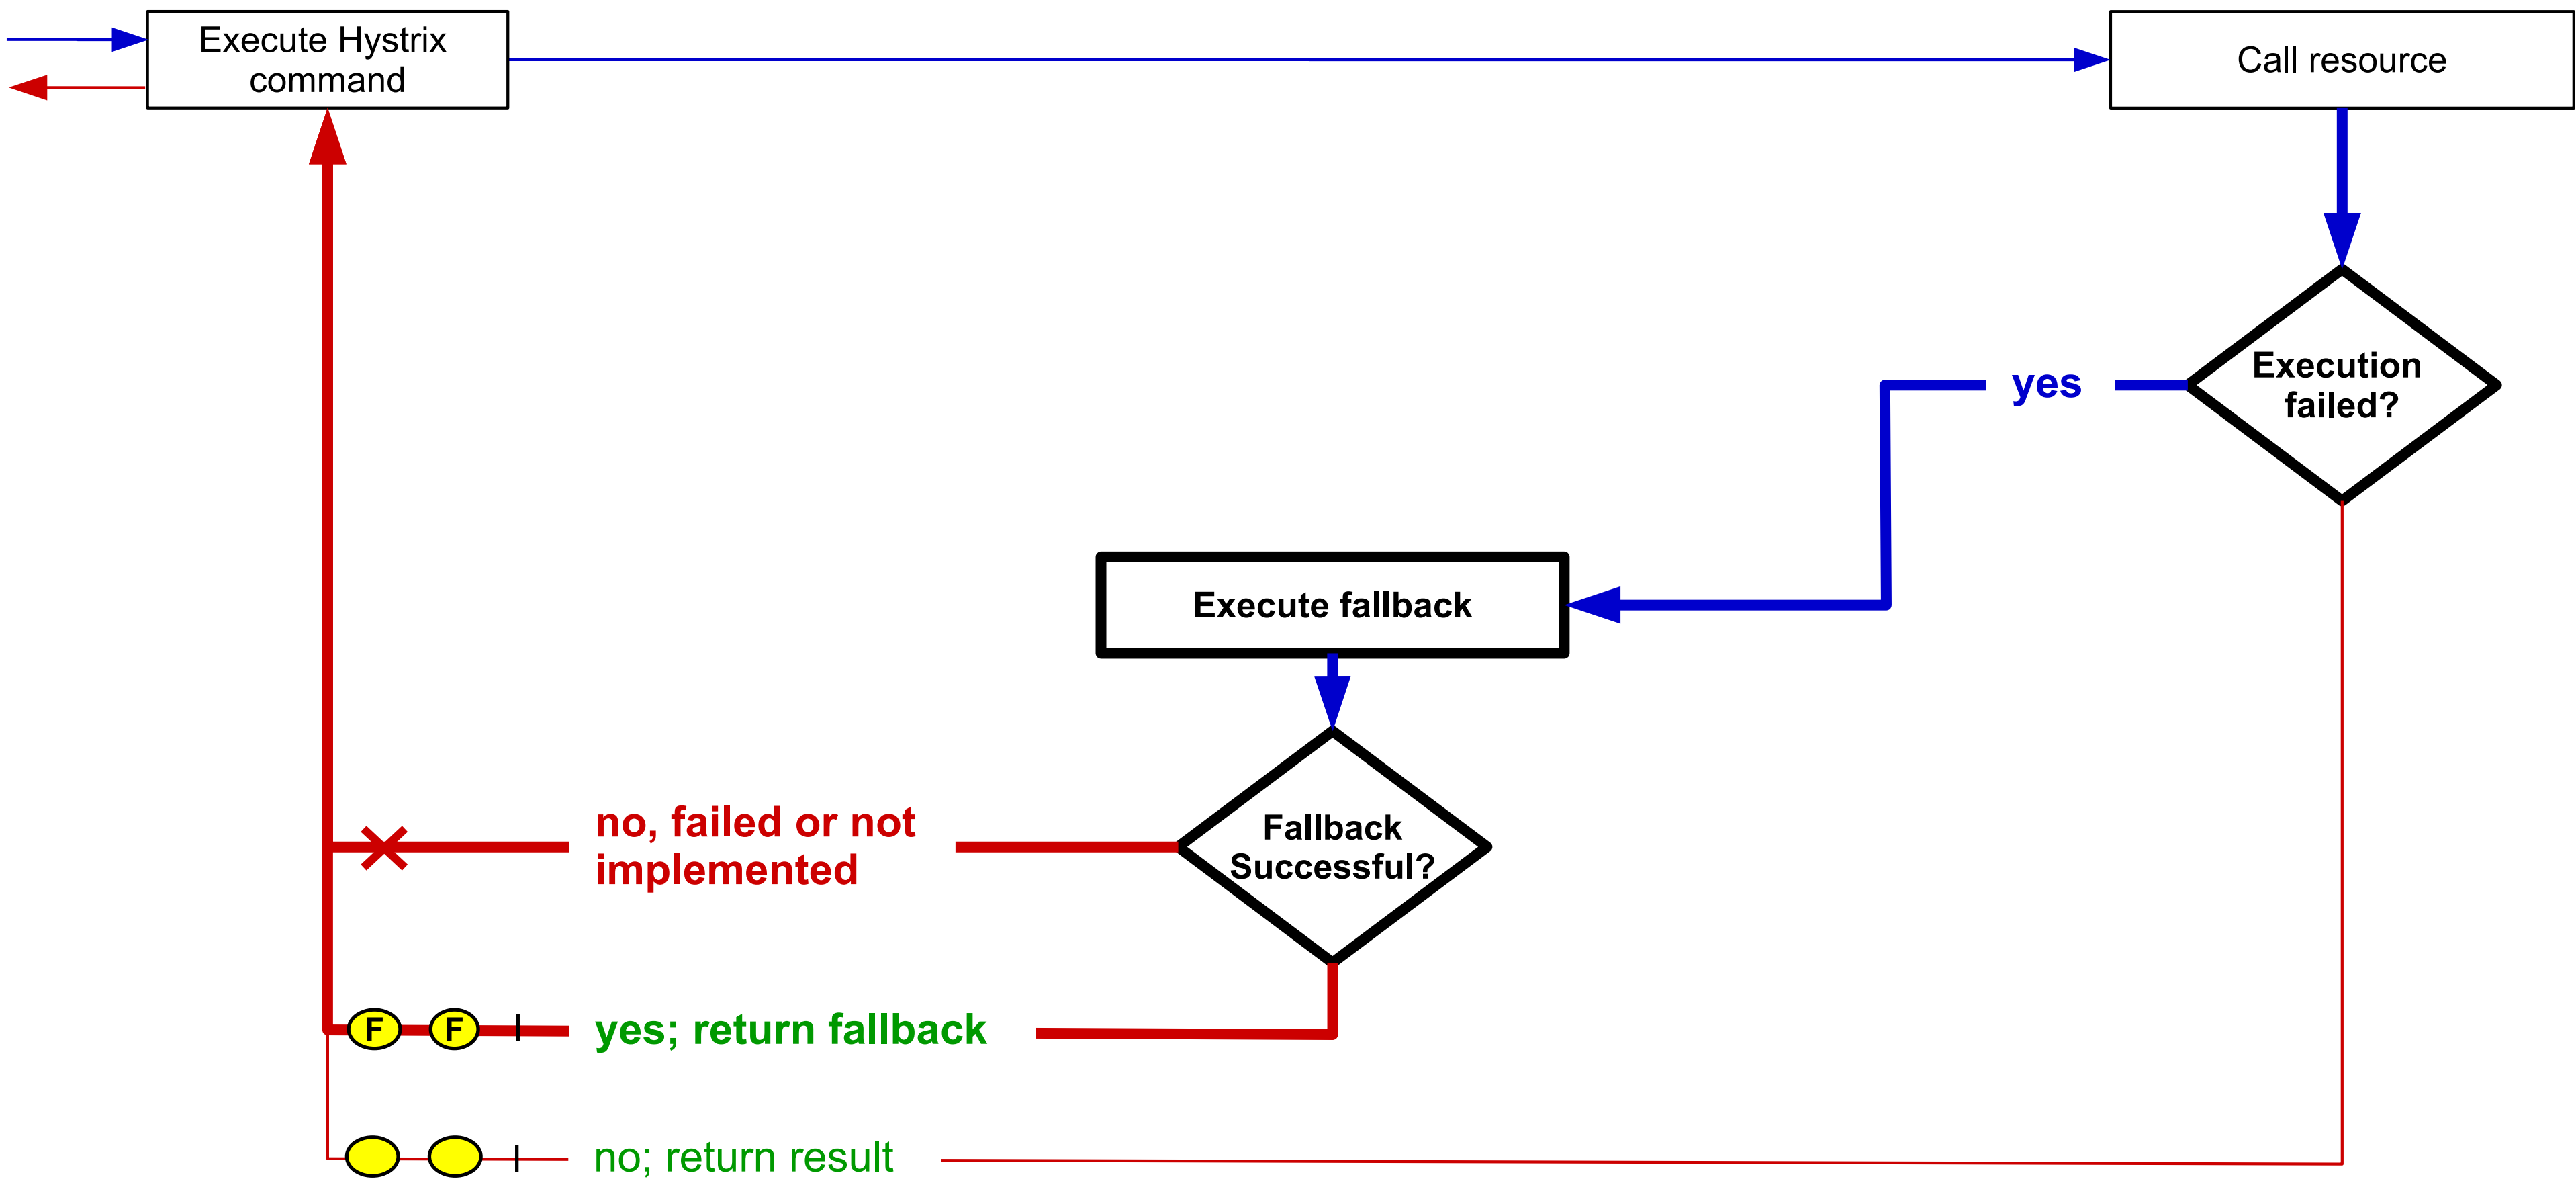 Execute Hystrix
command
Call resource
Execution
failed?
yes
Execute fallback
Fallback
Successful?
no, failed or not
implemented
F F
yes; return fallback
no; return result